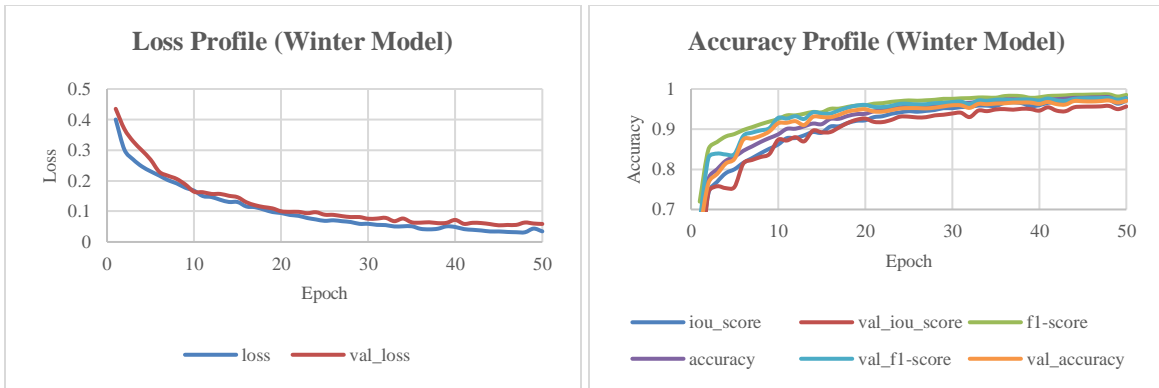 Loss Profile (Winter Model)
0.5
0.4
0.3
0.2
0.1
0
Loss
0 10 20 30 40 50
Epoch
loss val_loss
Accuracy Profile (Winter Model)
1
0.9
0.8
0.7
Accuracy
0 10 20 30 40 50
Epoch
iou_score val_iou_score f1-score
accuracy val_f1-score val_accuracy